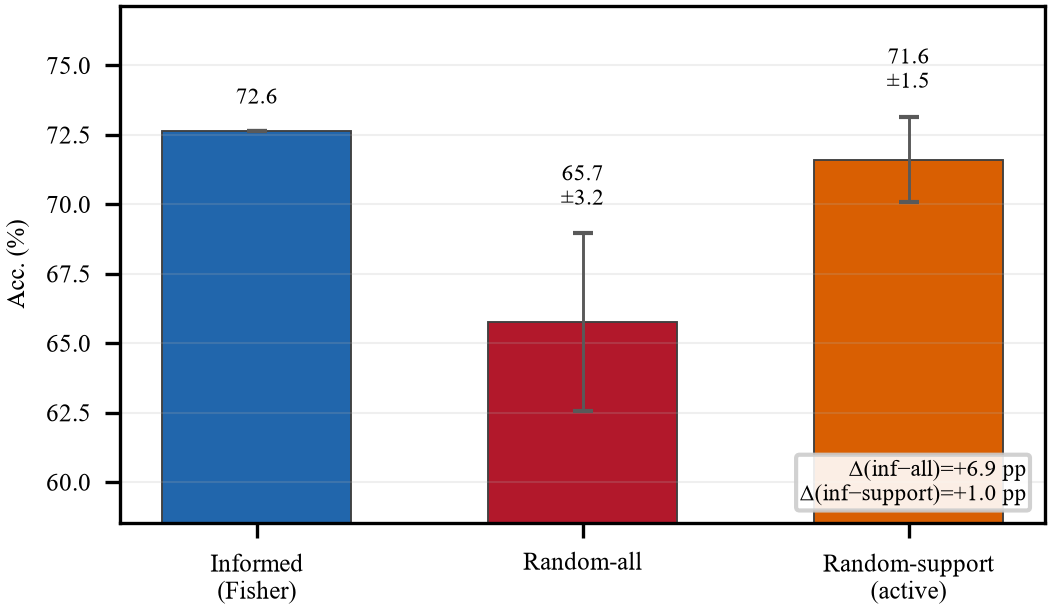 Acc. (%)
75.0
72.5
70.0
67.5
65.0
62.5
60.0
72.6
65.7
±3.2
71.6
±1.5
Δ(inf−all)=+6.9 pp
Δ(inf−support)=+1.0 pp
Informed
(Fisher)
Random-all
Random-support
(active)